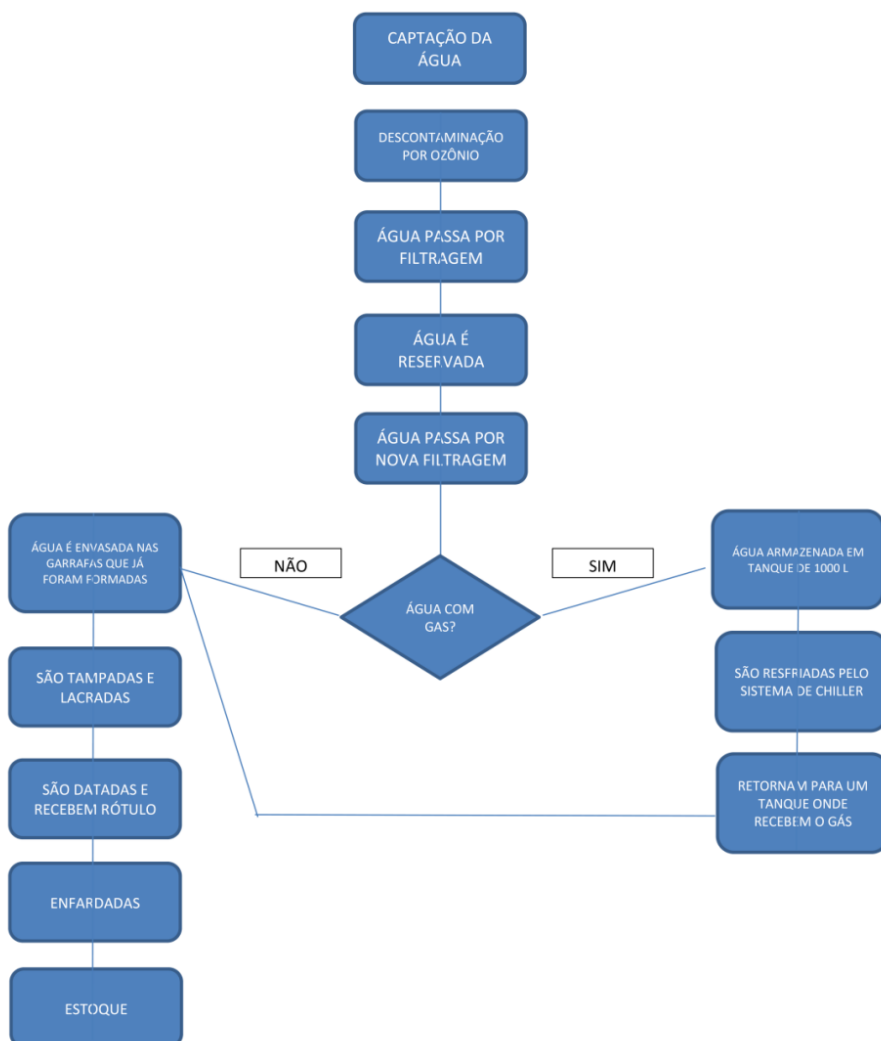 CAPTAÇÃO DA
ÁGUA
DESCONTAMINAÇÃO
POR OZÔNIO
ÁGUA PASSA POR
FILTRAGEM
ÁGUA É
RESERVADA
ÁGUA PASSA POR
NOVA FILTRAGEM
ÁGUA COM
GAS?
NÃO
SIM
ÁGUA É ENVASADA NAS
GARRAFAS QUE JÁ
FORAM FORMADAS
SÃO TAMPADAS E
LACRADAS
SÃO DATADAS E
RECEBEM RÓTULO
ENFARDADAS
ESTOQUE
ÁGUA ARMAZENADA EM
TANQUE DE 1000 L
SÃO RESFRIADAS PELO
SISTEMA DE CHILLER
RETORNAM PARA UM
TANQUE ONDE
RECEBEM O GÁS